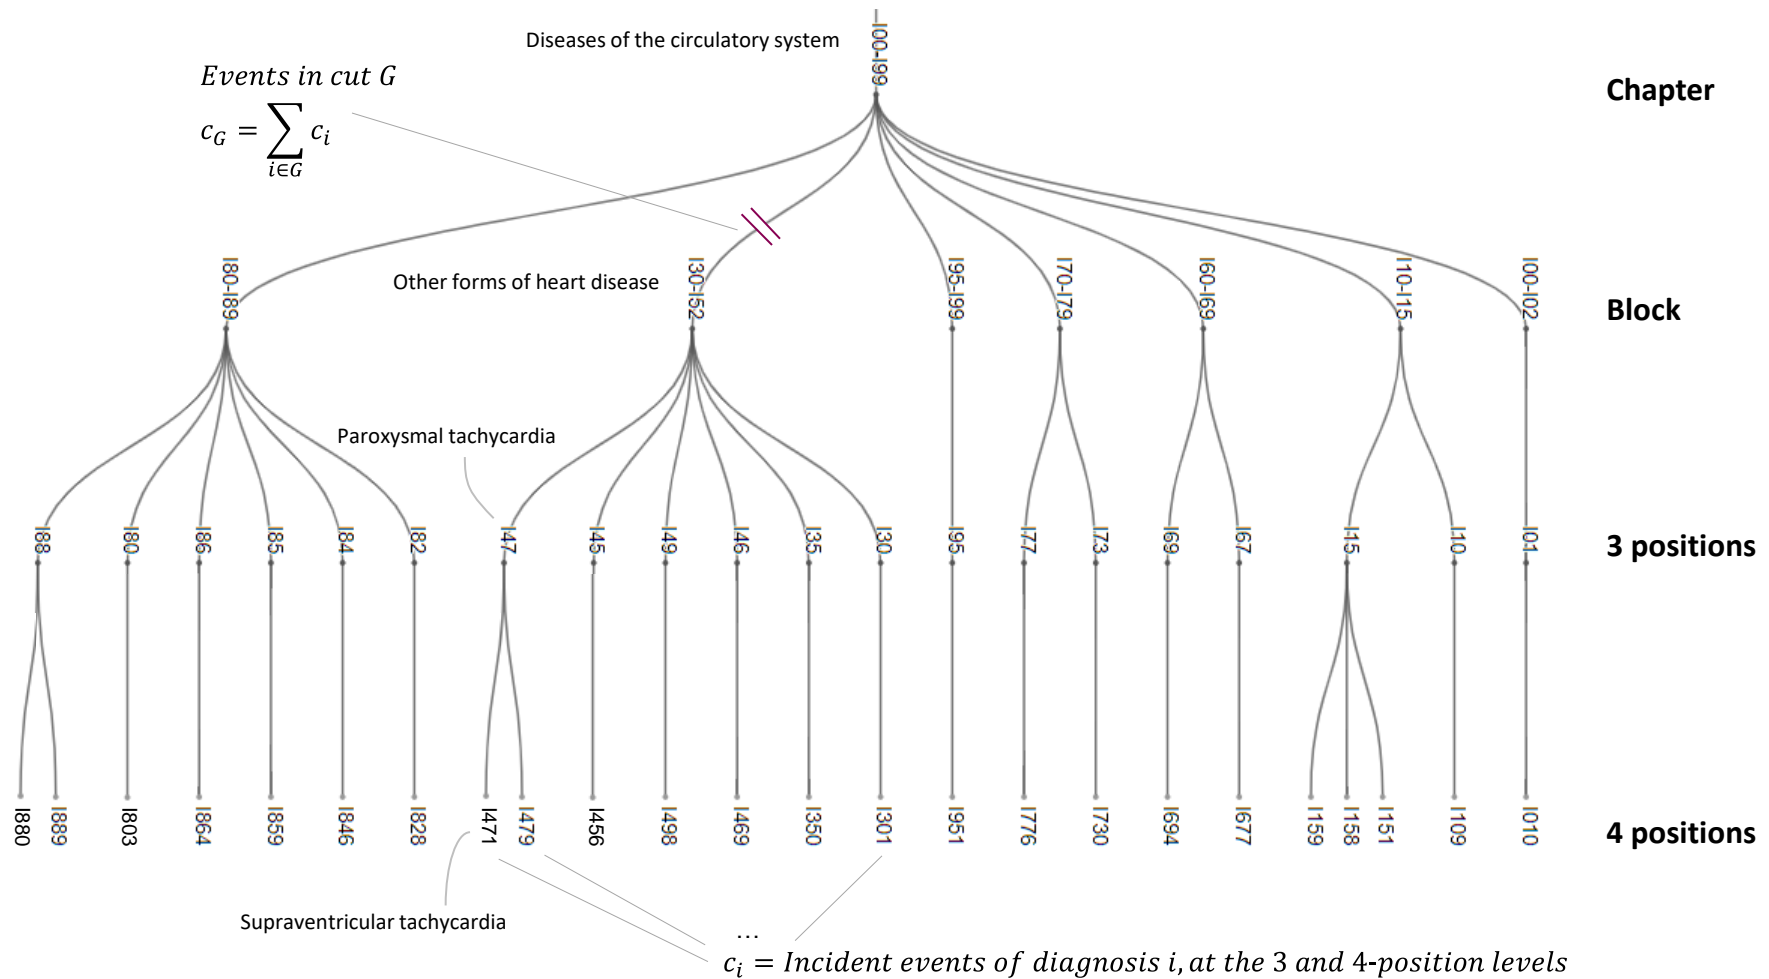 I00-I99
Diseases of the circulatory system
Events in cut G
c_G = ∑ c_i
i∈G
Chapter
I80-I89
Other forms of heart disease
I30-I52
I95-I99
I70-I79
I60-I69
I10-I15
I00-I02
Block
Paroxysmal tachycardia
I88
I80
I86
I85
I84
I82
I47
I45
I49
I46
I35
I30
I95
I77
I73
I69
I67
I15
I10
I01
3 positions
I880
I889
I803
I864
I859
I846
I828
I471
I479
I456
I498
I469
I350
I301
I951
I776
I730
I694
I677
I159
I158
I151
I109
I010
4 positions
Supraventricular tachycardia
...
c_i = Incident events of diagnosis i, at the 3 and 4-position levels